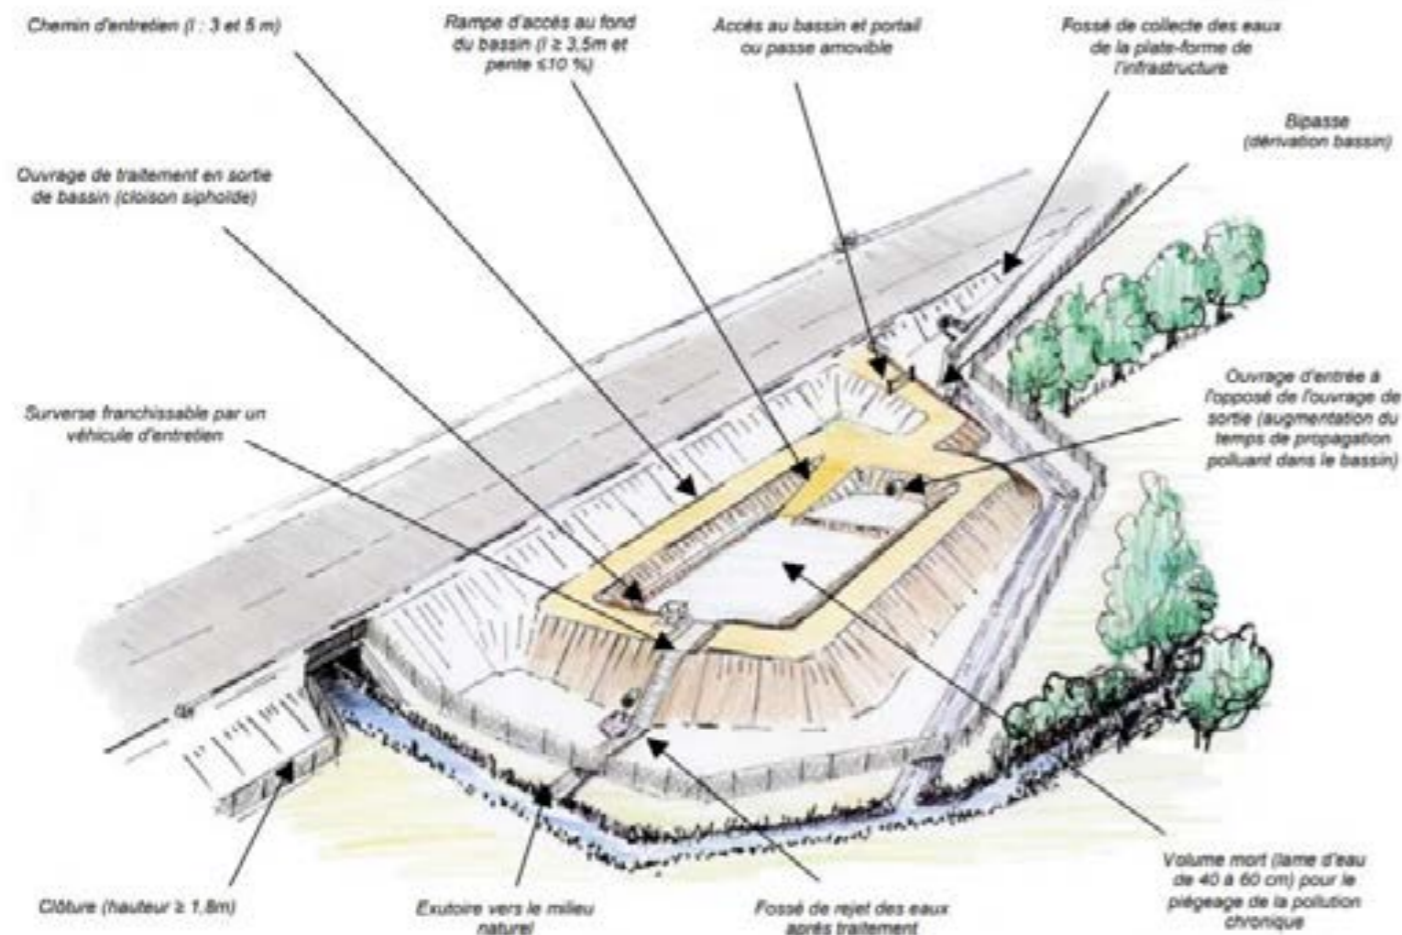 Chemin d'entretien (l : 3 et 5 m)
Rampe d'accès au fond
du bassin (l ≥ 3,5m et
pente ≤10 %)
Accès au bassin et portail
ou passe amovible
Fossé de collecte des eaux
de la plate-forme de
l'infrastructure
Bipasse
(dérivation bassin)
Ouvrage de traitement en sortie
de bassin (cloison siphoïde)
Surverse franchissable par un
véhicule d'entretien
Ouvrage d'entrée à
l'opposé de l'ouvrage de
sortie (augmentation du
temps de propagation
polluant dans le bassin)
Clôture (hauteur ≥ 1,8m)
Exutoire vers le milieu
naturel
Fossé de rejet des eaux
après traitement
Volume mort (lame d'eau
de 40 à 60 cm) pour le
piégeage de la pollution
chronique